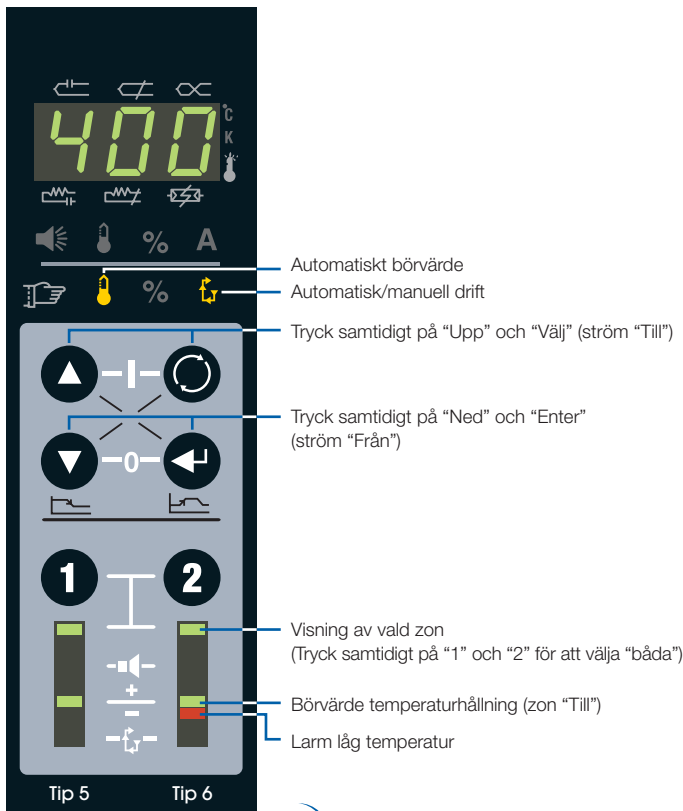 400
°C
K
% A
%
Automatiskt börvärde
Automatisk/manuell drift
Tryck samtidigt på “Upp” och “Välj” (ström “Till”)
Tryck samtidigt på “Ned” och “Enter”
(ström “Från”)
0
1 2
Visning av vald zon
(Tryck samtidigt på “1” och “2” för att välja “båda”)
+
−
Börvärde temperaturhållning (zon “Till”)
Larm låg temperatur
Tip 5 Tip 6